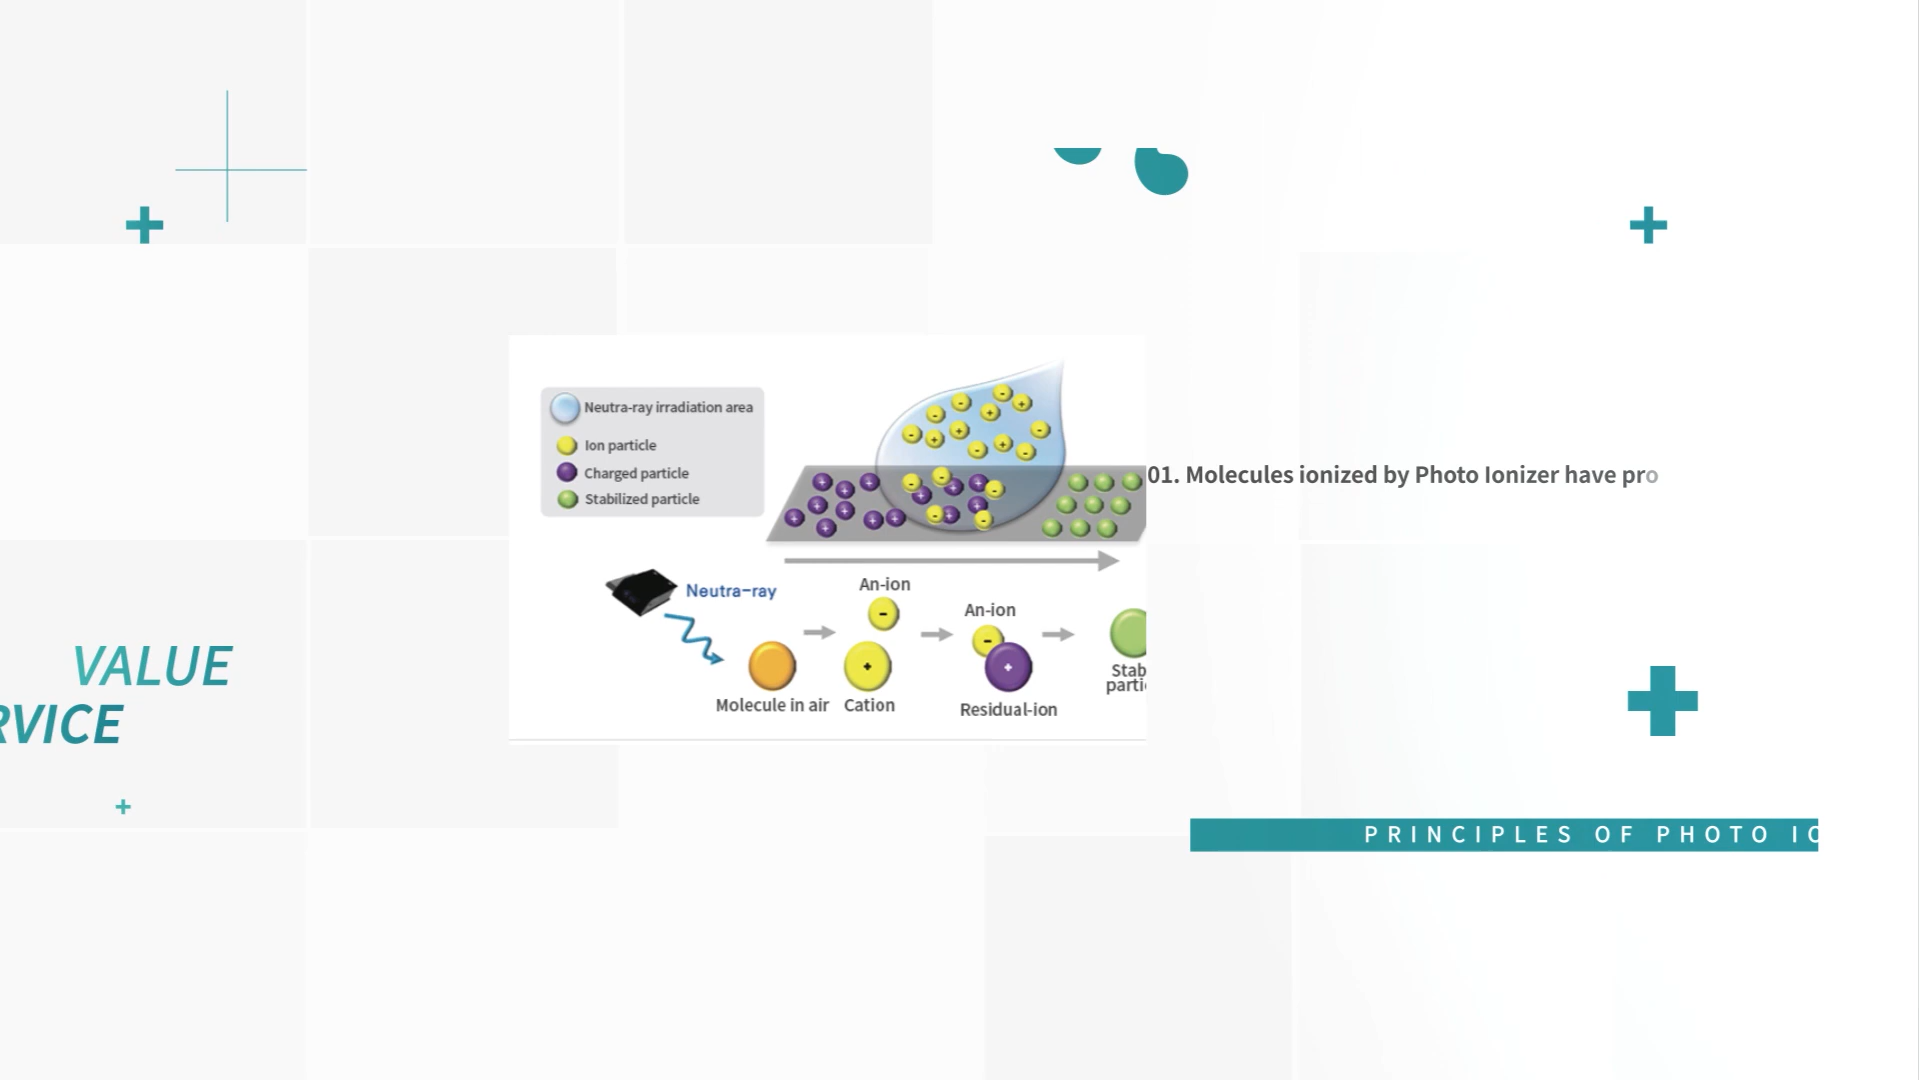 VALUE
RVICE
Neutra-ray irradiation area
Ion particle
Charged particle
Stabilized particle
Neutra-ray
An-ion
An-ion
Molecule in air
Cation
Residual-ion
Stab
parti
01. Molecules ionized by Photo Ionizer have pro
PRINCIPLES OF PHOTO IO